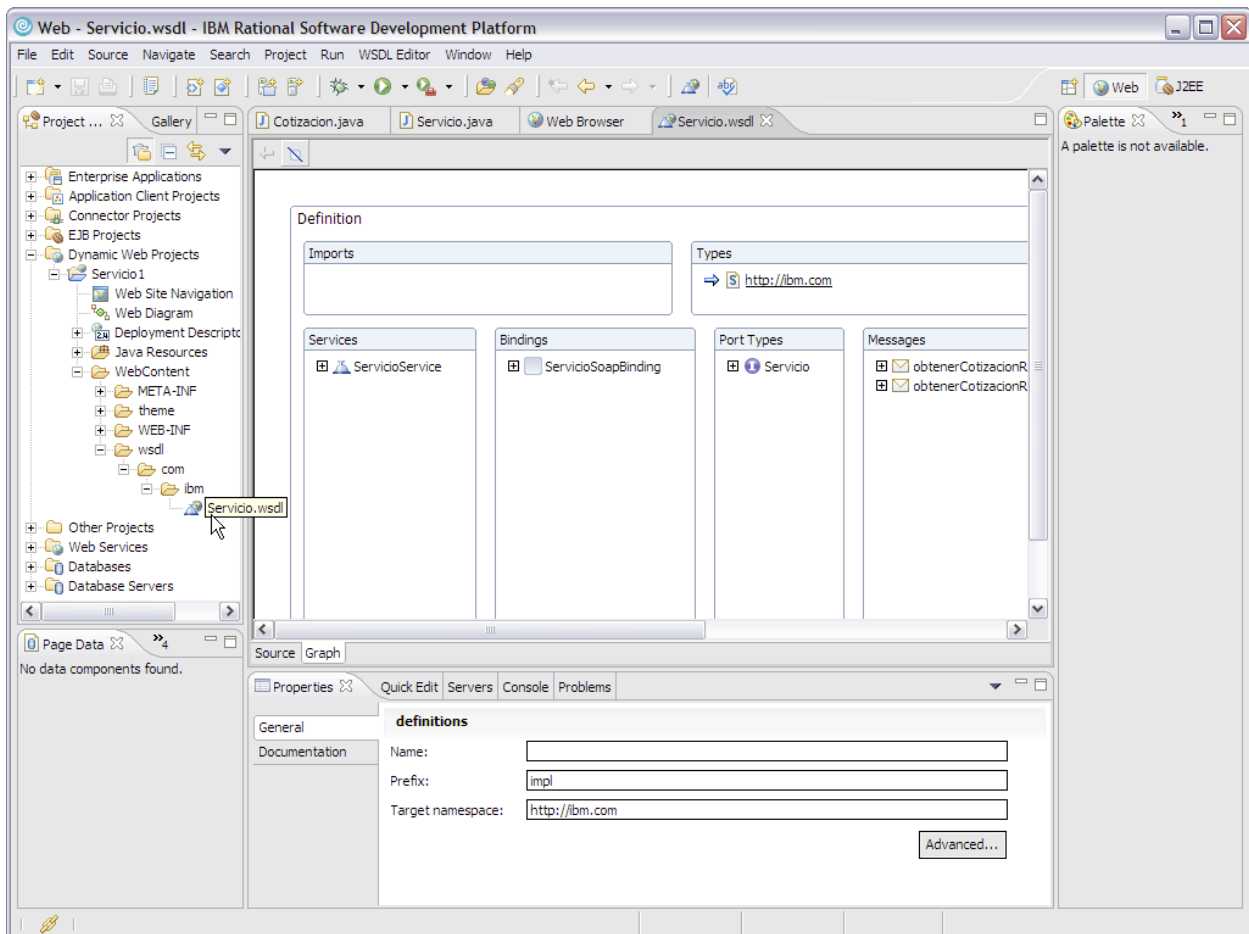 Web - Servicio.wsdl - IBM Rational Software Development Platform
File Edit Source Navigate Search Project Run WSDL Editor Window Help
Web J2EE
Project ... Gallery
Cotizacion.java Servicio.java Web Browser Servicio.wsdl
Palette 1
A palette is not available.
Enterprise Applications
Application Client Projects
Connector Projects
EJB Projects
Dynamic Web Projects
Servicio1
Web Site Navigation
Web Diagram
Deployment Descripto
Java Resources
WebContent
META-INF
theme
WEB-INF
wsdl
com
ibm
Servicio.wsdl
Other Projects
Web Services
Databases
Database Servers
Definition
Imports
Types
http://ibm.com
Services
ServicioService
Bindings
ServicioSoapBinding
Port Types
Servicio
Messages
obtenerCotizacionR
obtenerCotizacionR
Source Graph
Page Data 4
No data components found.
Properties Quick Edit Servers Console Problems
General
Documentation
definitions
Name:
Prefix: impl
Target namespace: http://ibm.com
Advanced...